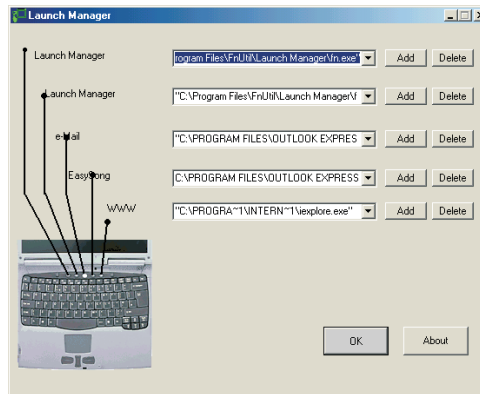 Launch Manager
Launch Manager rogram Files\FnUtil\Launch Manager\fn.exe" Add Delete
Launch Manager "C:\Program Files\FnUtil\Launch Manager\f Add Delete
e-Mail "C:\PROGRAM FILES\OUTLOOK EXPRES Add Delete
EasySong C:\PROGRAM FILES\OUTLOOK EXPRESS Add Delete
WWW "C:\PROGRA~1\INTERN~1\iexplore.exe" Add Delete
OK About